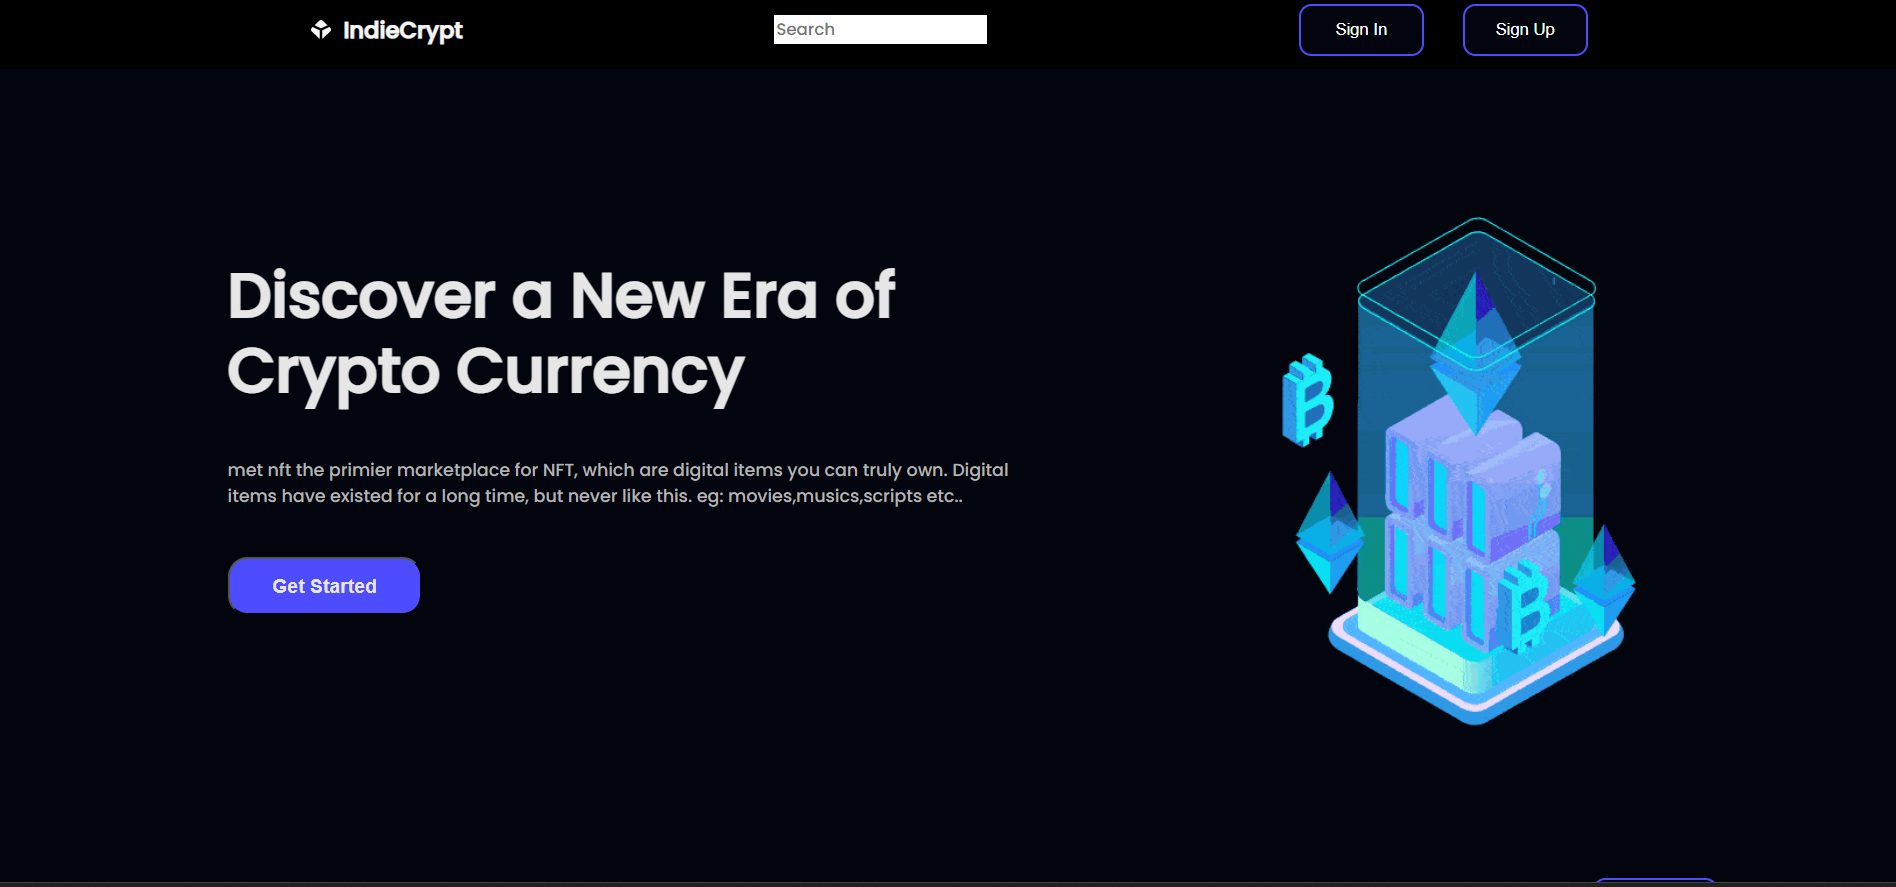 IndieCrypt
Search
Sign In
Sign Up
Discover a New Era of
Crypto Currency
met nft the primier marketplace for NFT, which are digital items you can truly own. Digital
items have existed for a long time, but never like this. eg: movies,musics,scripts etc..
Get Started